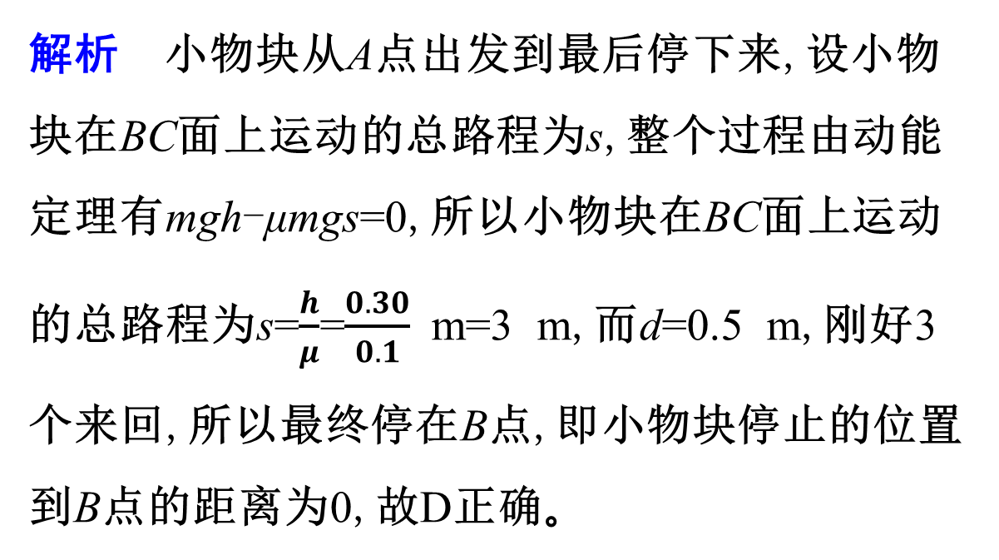 解析　小物块从A点出发到最后停下来,设小物
块在BC面上运动的总路程为s,整个过程由动能
定理有mgh-μmgs=0,所以小物块在BC面上运动
的总路程为s=h/μ=0.30/0.1 m=3 m,而d=0.5 m,刚好3
个来回,所以最终停在B点,即小物块停止的位置
到B点的距离为0,故D正确。